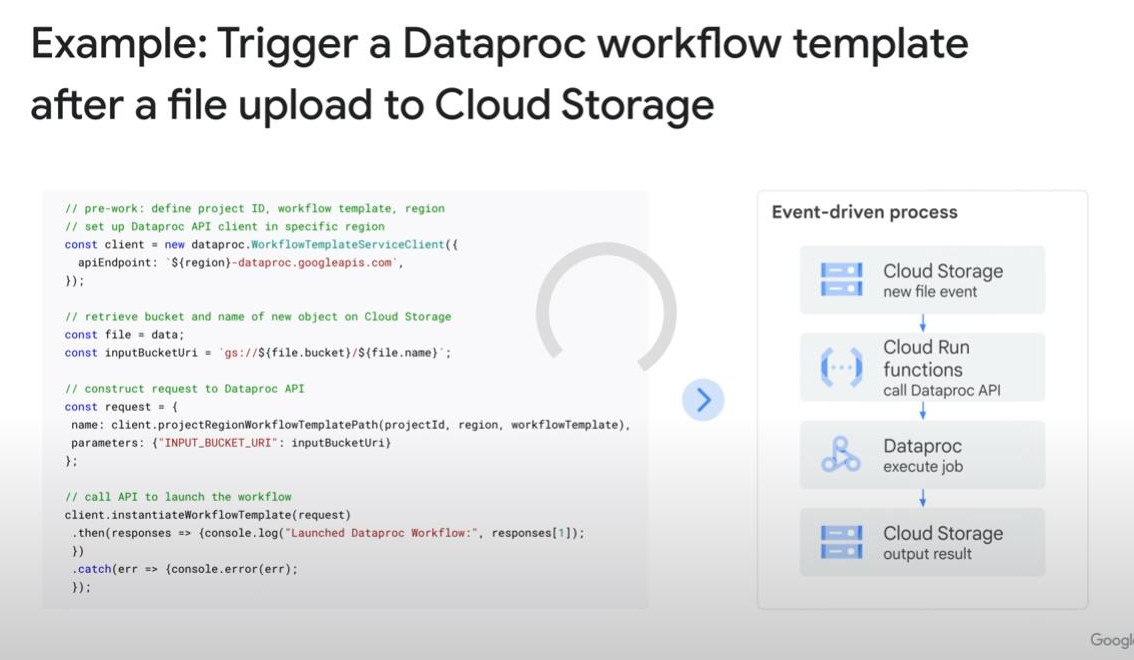 Example: Trigger a Dataproc workflow template
after a file upload to Cloud Storage
// pre-work: define project ID, workflow template, region
// set up Dataproc API client in specific region
const client = new dataproc.WorkflowTemplateServiceClient({
  apiEndpoint: `${region}-dataproc.googleapis.com`,
});
// retrieve bucket and name of new object on Cloud Storage
const file = data;
const inputBucketUri = `gs://${file.bucket}/${file.name}`;
// construct request to Dataproc API
const request = {
 name: client.projectRegionWorkflowTemplatePath(projectId, region, workflowTemplate),
 parameters: {"INPUT_BUCKET_URI": inputBucketUri}
};
// call API to launch the workflow
client.instantiateWorkflowTemplate(request)
 .then(responses => {console.log("Launched Dataproc Workflow:", responses[1]);
 })
 .catch(err => {console.error(err);
 });
Event-driven process
Cloud Storage
new file event
Cloud Run
functions
call Dataproc API
Dataproc
execute job
Cloud Storage
output result